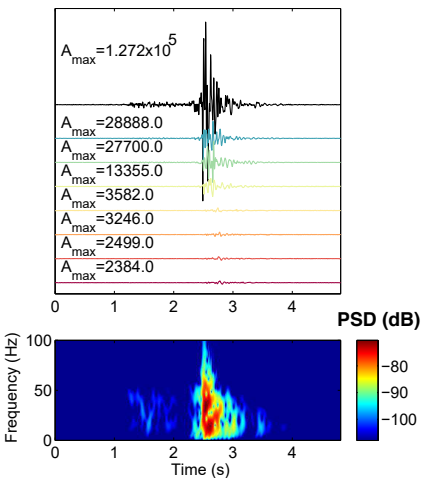 A_max=1.272x10^5
A_max=28888.0
A_max=27700.0
A_max=13355.0
A_max=3582.0
A_max=3246.0
A_max=2499.0
A_max=2384.0
0 1 2 3 4
PSD (dB)
Frequency (Hz)
100
50
0
0 1 2 3 4
Time (s)
−80
−90
−100